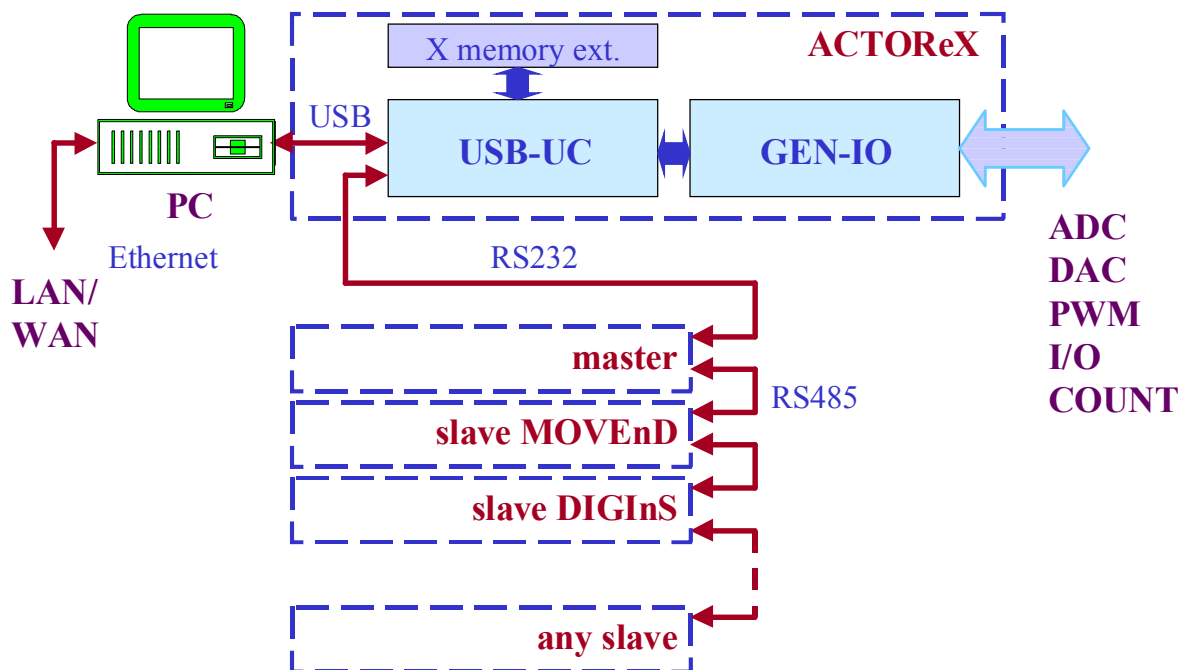 X memory ext.
ACTOReX
USB
USB-UC
GEN-IO
PC
Ethernet
RS232
LAN/
WAN
ADC
DAC
PWM
I/O
COUNT
master
RS485
slave MOVEnD
slave DIGInS
any slave